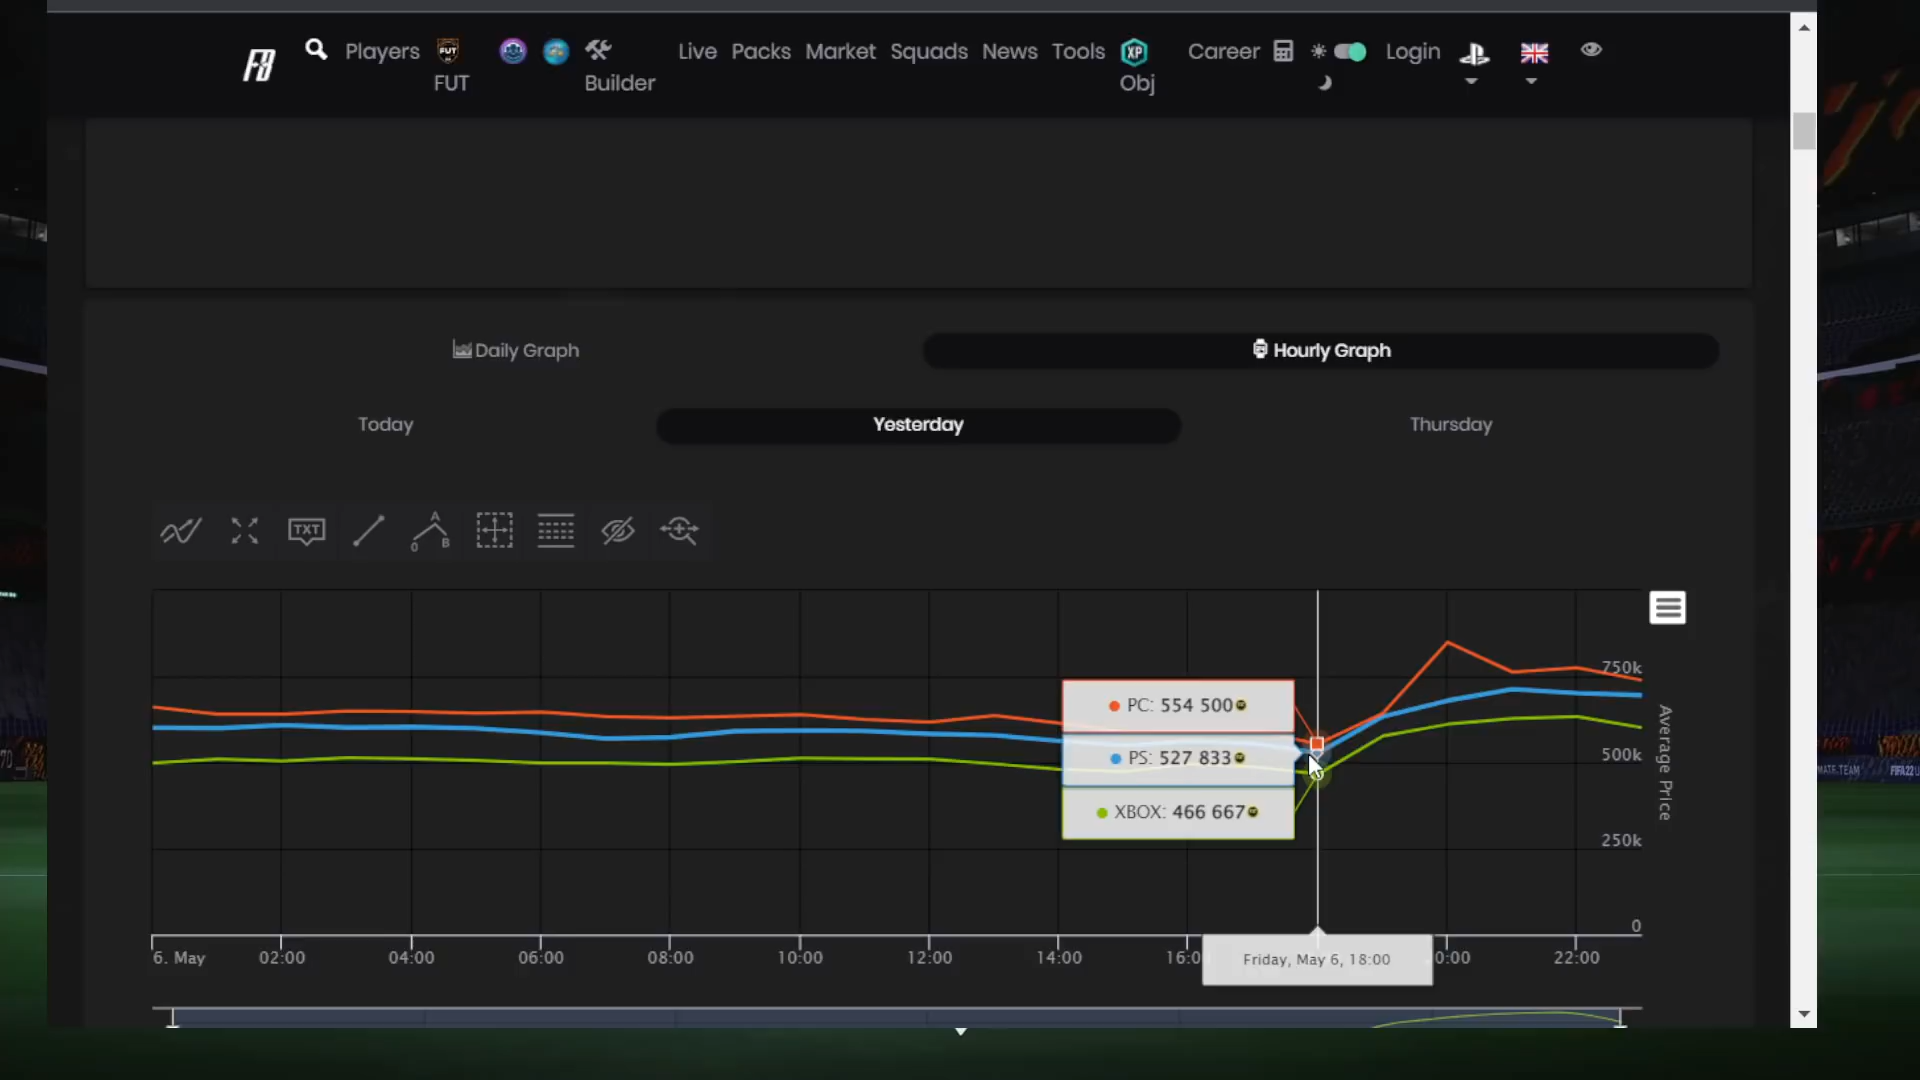 Players
FUT
FUT
Builder
Live Packs Market Squads News Tools
XP
Obj
Career
Login
Daily Graph
Hourly Graph
Today
Yesterday
Thursday
TXT
A
0 B
750k
500k
250k
0
Average Price
PC: 554 500
PS: 527 833
XBOX: 466 667
6. May 02:00 04:00 06:00 08:00 10:00 12:00 14:00 22:00
Friday, May 6, 18:00